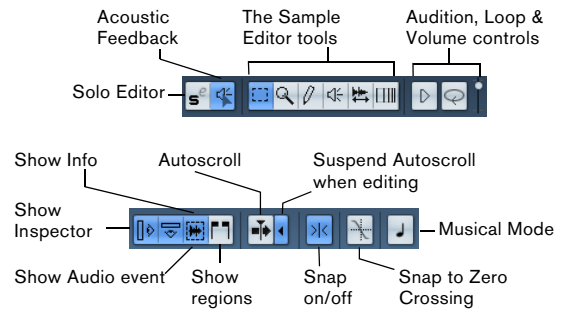 Acoustic
Feedback
The Sample
Editor tools
Audition, Loop &
Volume controls
Solo Editor
Show Info
Autoscroll
Suspend Autoscroll
when editing
Show
Inspector
Musical Mode
Show Audio event
Show
regions
Snap
on/off
Snap to Zero
Crossing